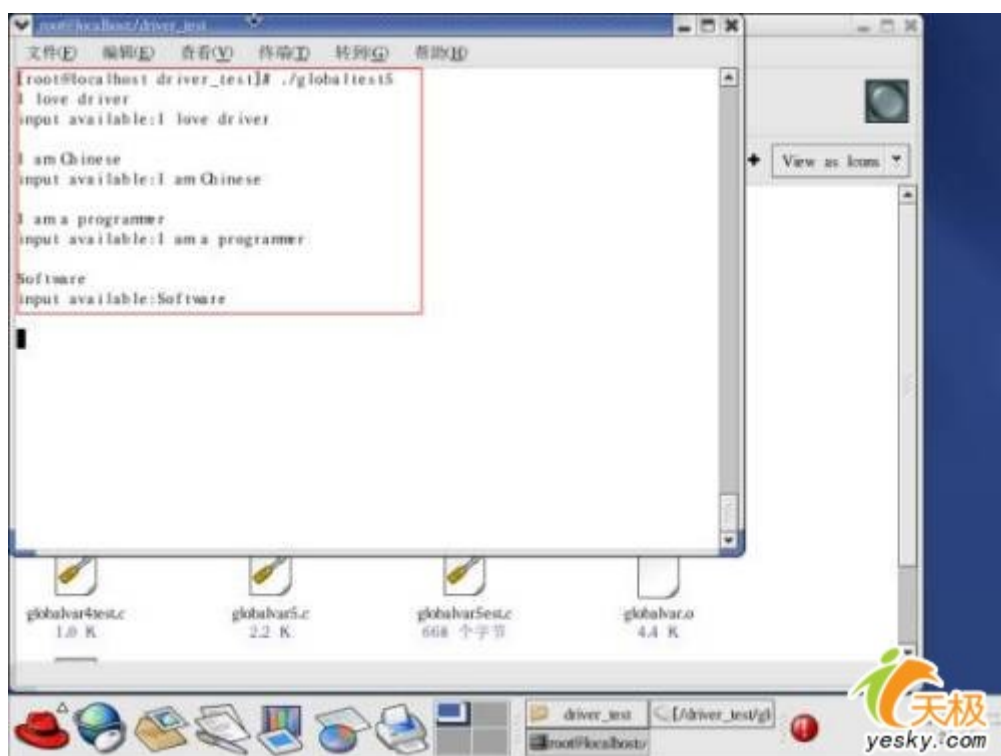 root@localhost:/driver_test
文件(F) 编辑(E) 查看(V) 终端(T) 转到(G) 帮助(H)
[root@localhost driver_test]# ./globaltest5
I love driver
input available:I love driver
I am Chinese
input available:I am Chinese
I am a programmer
input available:I am a programmer
Software
input available:Software
View as Icons
globalvar4test.c
1.0 K
globalvar5.c
2.2 K
globalvar5est.c
668 个字节
globalvar.o
4.4 K
driver_test
[/driver_test/gl
root@localhost:/
天极
yesky.com